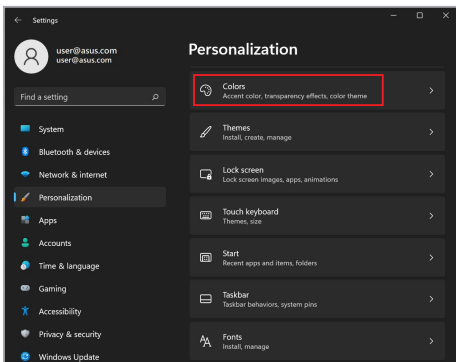 Settings
user@asus.com
user@asus.com
Find a setting
System
Bluetooth & devices
Network & internet
Personalization
Apps
Accounts
Time & language
Gaming
Accessibility
Privacy & security
Windows Update
Personalization
Colors
Accent color, transparency effects, color theme
Themes
Install, create, manage
Lock screen
Lock screen images, apps, animations
Touch keyboard
Themes, size
Start
Recent apps and items, folders
Taskbar
Taskbar behaviors, system pins
Fonts
Install, manage